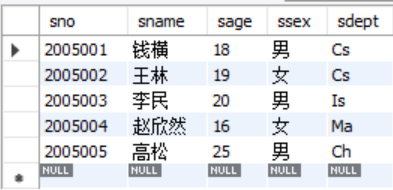 sno sname sage ssex sdept
2005001 钱横 18 男 Cs
2005002 王林 19 女 Cs
2005003 李民 20 男 Is
2005004 赵欣然 16 女 Ma
2005005 高松 25 男 Ch
NULL NULL NULL NULL NULL